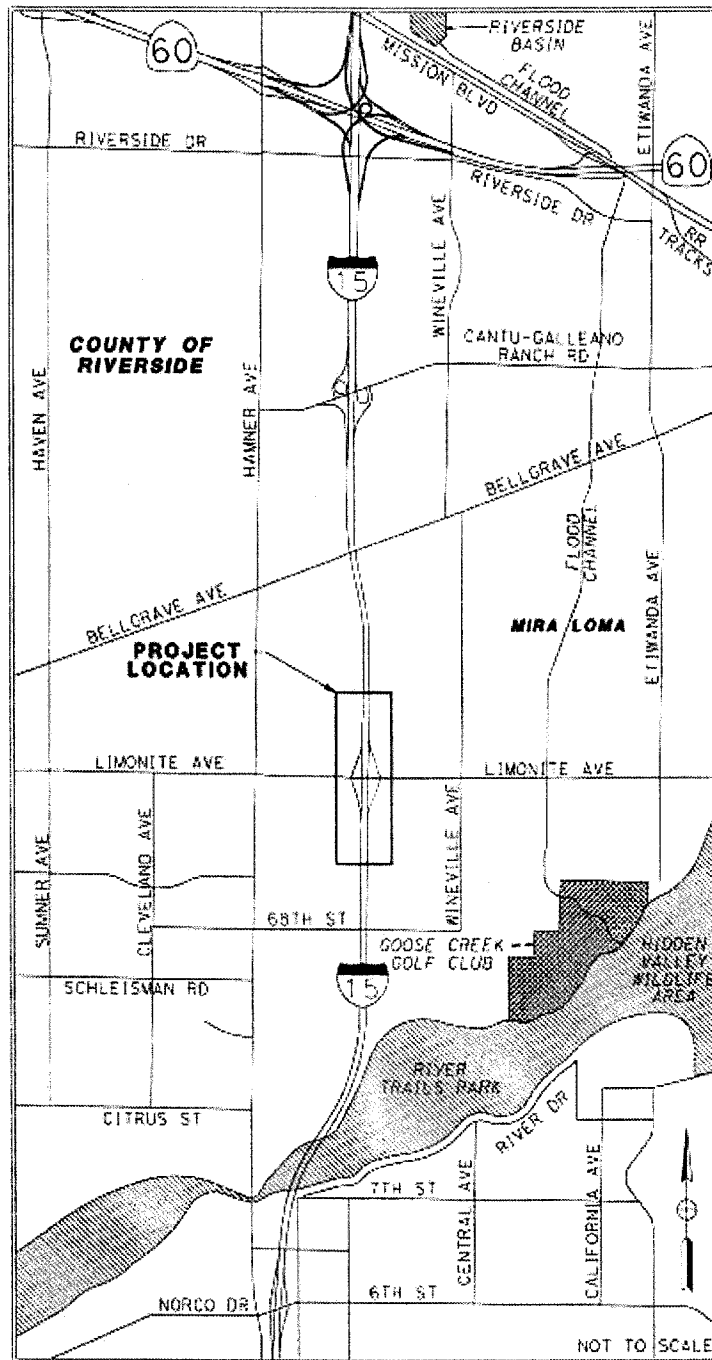 60
RIVERSIDE
BASIN
MISSION BLVD
FLOOD
CHANNEL
ETIWANDA AVE
RIVERSIDE DR
60
RIVERSIDE DR
RR
TRACKS
15
WINEVILLE AVE
COUNTY OF
RIVERSIDE
CANTU-GALLEANO
RANCH RD
HAVEN AVE
HAMNER AVE
BELLGRAVE AVE
FLOOD
CHANNEL
BELLGRAVE AVE
MIRA LOMA
ETIWANDA AVE
PROJECT
LOCATION
LIMONITE AVE
LIMONITE AVE
SUMNER AVE
CLEVELAND AVE
WINEVILLE AVE
68TH ST
GOOSE CREEK
GOLF CLUB
HIDDEN
VALLEY
WILDLIFE
AREA
SCHLEISMAN RD
15
RIVER
TRAILS PARK
CITRUS ST
RIVER DR
7TH ST
CENTRAL AVE
CALIFORNIA AVE
NORCO DR
6TH ST
NOT TO SCALE